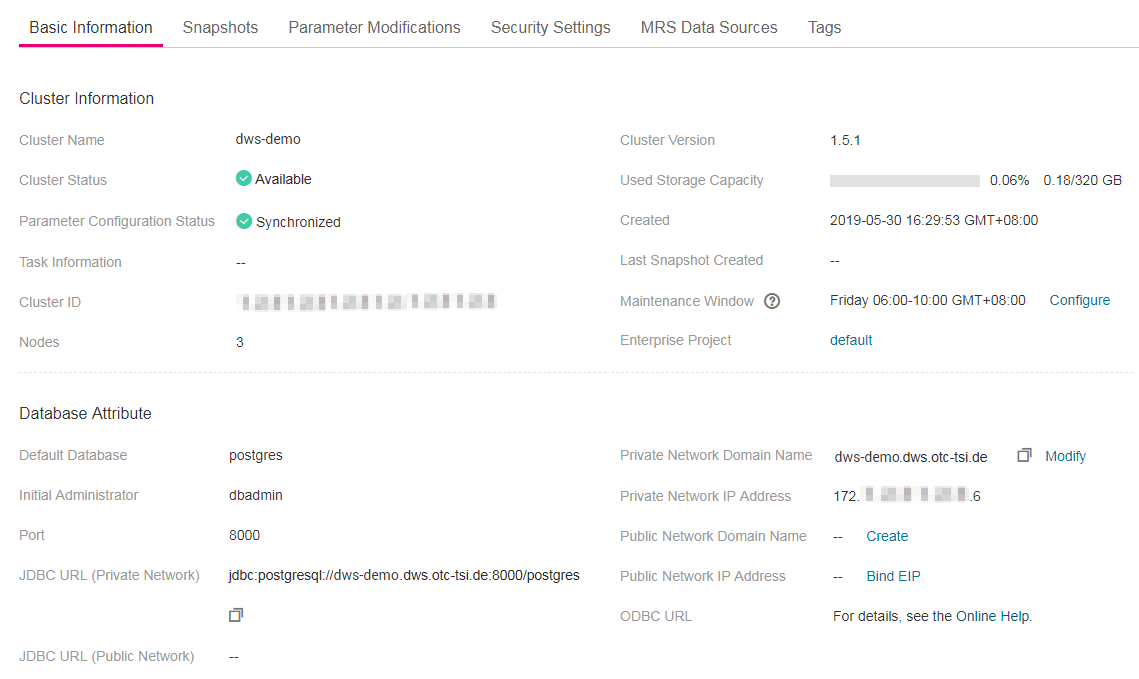 Basic Information Snapshots Parameter Modifications Security Settings MRS Data Sources Tags
Cluster Information
Cluster Name dws-demo Cluster Version 1.5.1
Cluster Status Available Used Storage Capacity 0.06% 0.18/320 GB
Parameter Configuration Status Synchronized Created 2019-05-30 16:29:53 GMT+08:00
Task Information -- Last Snapshot Created --
Cluster ID Maintenance Window ? Friday 06:00-10:00 GMT+08:00 Configure
Nodes 3 Enterprise Project default
Database Attribute
Default Database postgres Private Network Domain Name dws-demo.dws.otc-tsi.de Modify
Initial Administrator dbadmin Private Network IP Address 172. .6
Port 8000 Public Network Domain Name -- Create
JDBC URL (Private Network) jdbc:postgresql://dws-demo.dws.otc-tsi.de:8000/postgres Public Network IP Address -- Bind EIP
ODBC URL For details, see the Online Help.
JDBC URL (Public Network) --